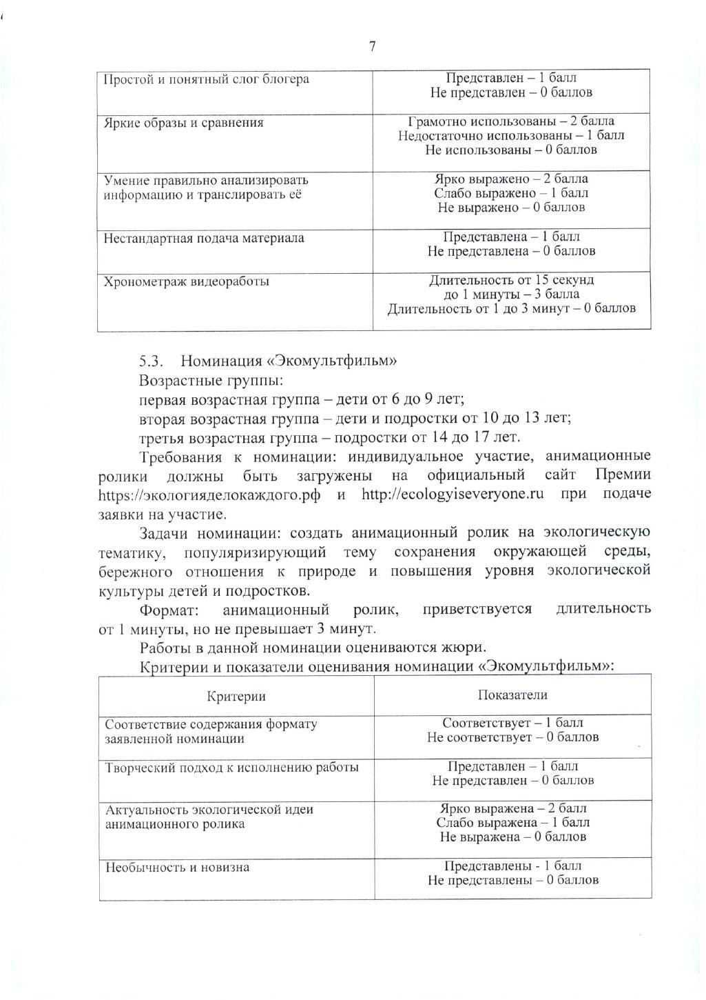 7
Простой и понятный слог блогера
Представлен – 1 балл
Не представлен – 0 баллов
Яркие образы и сравнения
Грамотно использованы – 2 балла
Недостаточно использованы – 1 балл
Не использованы – 0 баллов
Умение правильно анализировать
информацию и транслировать её
Ярко выражено – 2 балла
Слабо выражено – 1 балл
Не выражено – 0 баллов
Нестандартная подача материала
Представлена – 1 балл
Не представлена – 0 баллов
Хронометраж видеоработы
Длительность от 15 секунд
до 1 минуты – 3 балла
Длительность от 1 до 3 минут – 0 баллов
5.3. Номинация «Экомультфильм»
Возрастные группы:
первая возрастная группа – дети от 6 до 9 лет;
вторая возрастная группа – дети и подростки от 10 до 13 лет;
третья возрастная группа – подростки от 14 до 17 лет.
Требования к номинации: индивидуальное участие, анимационные
ролики должны быть загружены на официальный сайт Премии
https://экологияделокаждого.рф и http://ecologyiseveryone.ru при подаче
заявки на участие.
Задачи номинации: создать анимационный ролик на экологическую
тематику, популяризирующий тему сохранения окружающей среды,
бережного отношения к природе и повышения уровня экологической
культуры детей и подростков.
Формат: анимационный ролик, приветствуется длительность
от 1 минуты, но не превышает 3 минут.
Работы в данной номинации оцениваются жюри.
Критерии и показатели оценивания номинации «Экомультфильм»:
Критерии
Показатели
Соответствие содержания формату
заявленной номинации
Соответствует – 1 балл
Не соответствует – 0 баллов
Творческий подход к исполнению работы
Представлен – 1 балл
Не представлен – 0 баллов
Актуальность экологической идеи
анимационного ролика
Ярко выражена – 2 балл
Слабо выражена – 1 балл
Не выражена – 0 баллов
Необычность и новизна
Представлены - 1 балл
Не представлены – 0 баллов